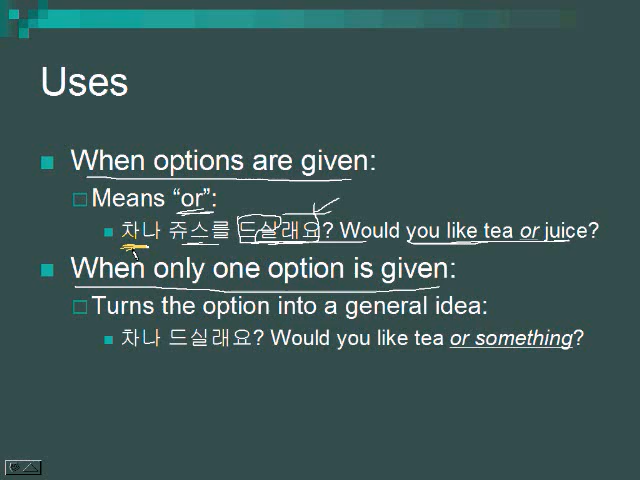 Uses
When options are given:
Means “or”:
차나 쥬스를 드실래요? Would you like tea or juice?
When only one option is given:
Turns the option into a general idea:
차나 드실래요? Would you like tea or something?